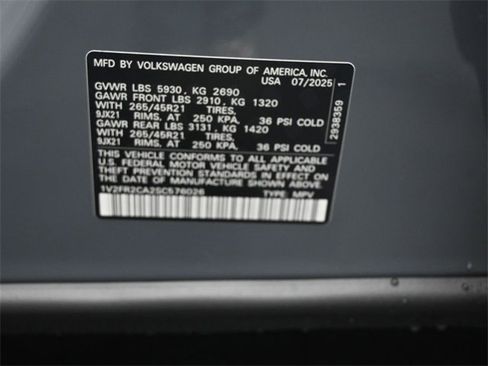 MFD BY VOLKSWAGEN GROUP OF AMERICA, INC.
USA 07/2025
GVWR LBS 5930, KG 2690
GAWR FRONT LBS 2910, KG 1320
WITH 265/45R21 TIRES,
9JX21 RIMS, AT 250 KPA, 36 PSI COLD
GAWR REAR LBS 3131, KG 1420
WITH 265/45R21 TIRES,
9JX21 RIMS, AT 250 KPA, 36 PSI COLD
THIS VEHICLE CONFORMS TO ALL APPLICABLE
U.S. FEDERAL MOTOR VEHICLE SAFETY AND
THEFT PREVENTION STANDARDS IN EFFECT ON
THE DATE OF MANUFACTURE SHOWN ABOVE.
1V2FR2CA2SC576026 TYPE: MPV
2938359 1